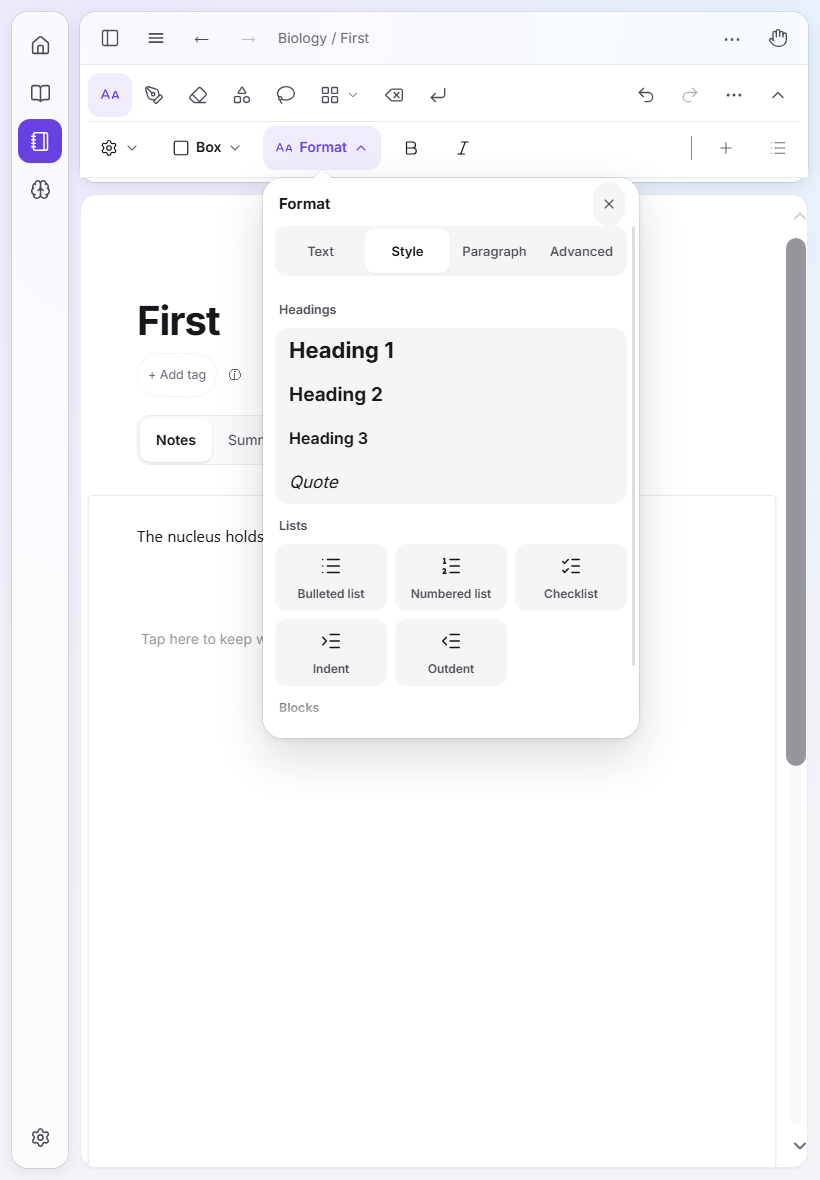 Biology / First
Box
Format
Format
Text Style Paragraph Advanced
First
+ Add tag
Notes
Headings
Heading 1
Heading 2
Heading 3
Quote
Lists
Bulleted list Numbered list Checklist
Indent Outdent
Blocks
The nucleus holds
Tap here to keep